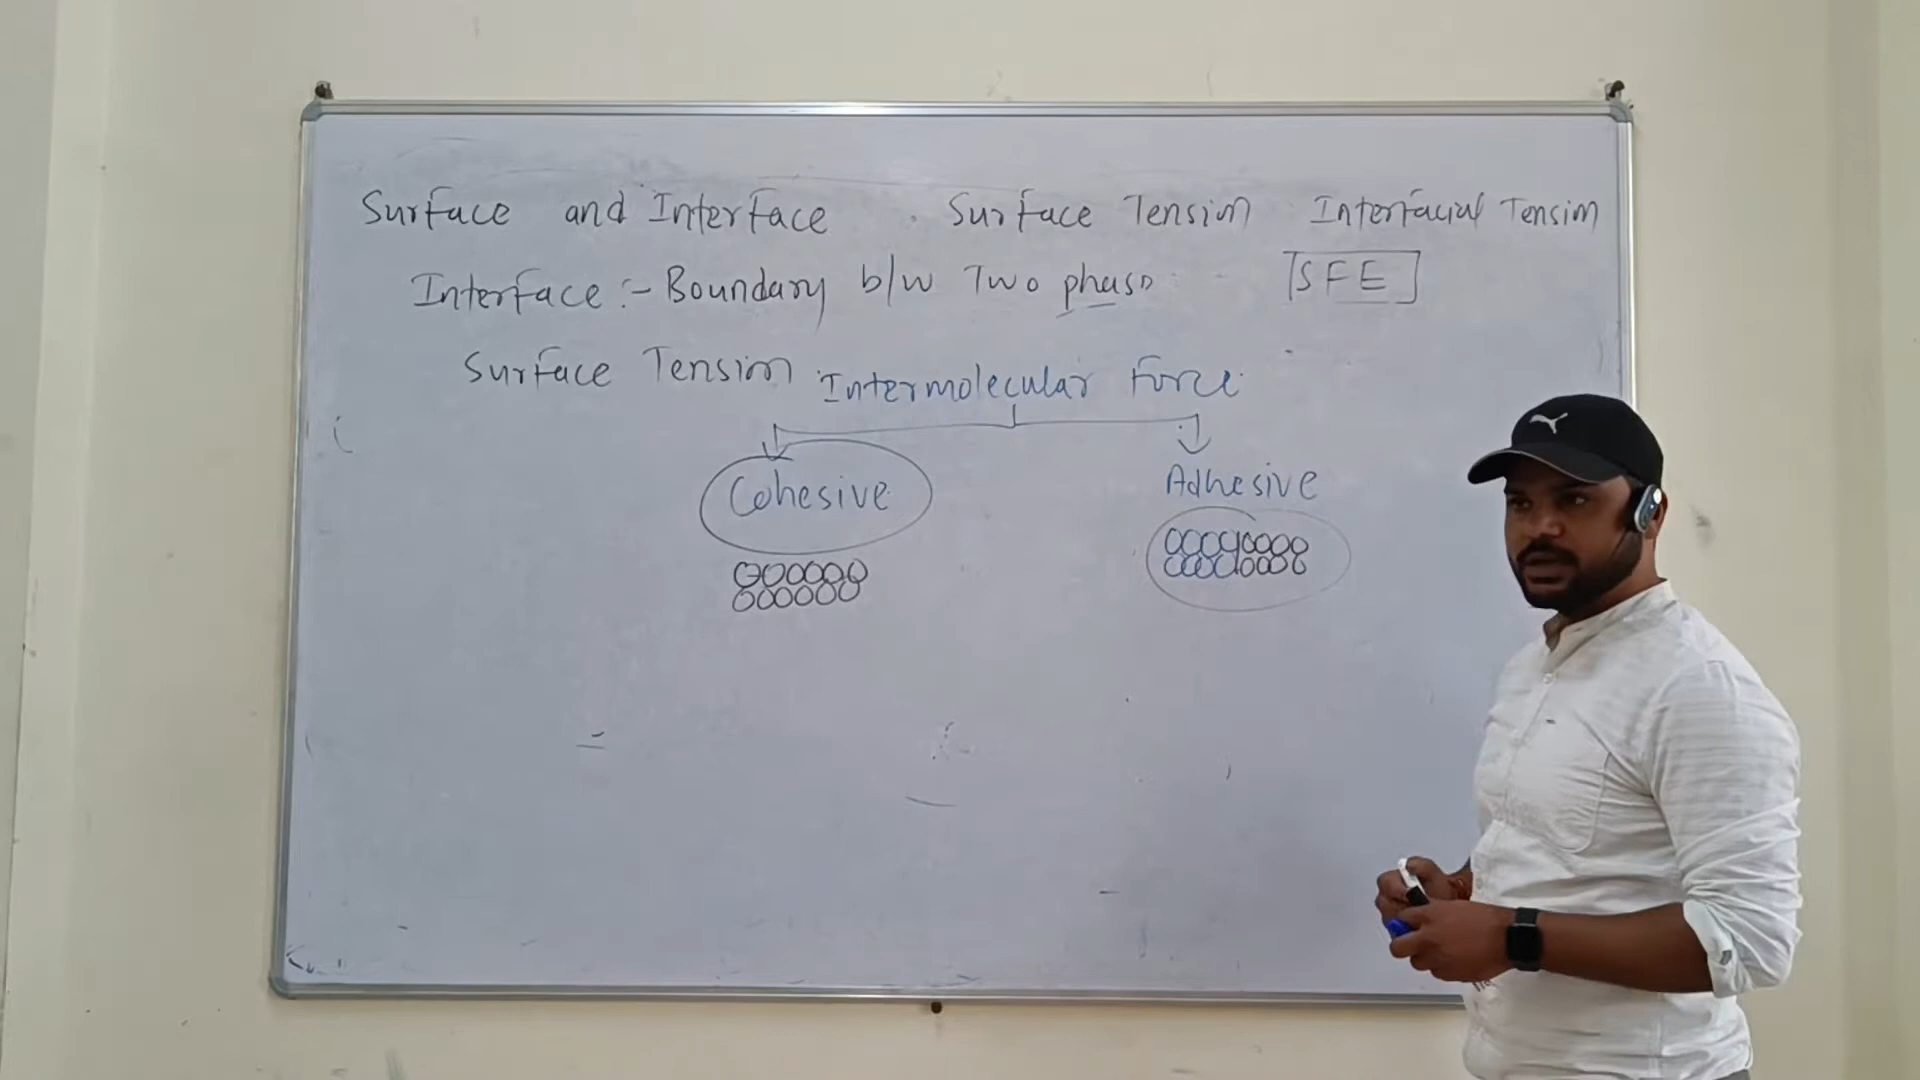 Surface and Interface Surface Tension Interfacial Tension
Interface :- Boundary b/w Two phase SFE
Surface Tension Intermolecular Force
Cohesive Adhesive